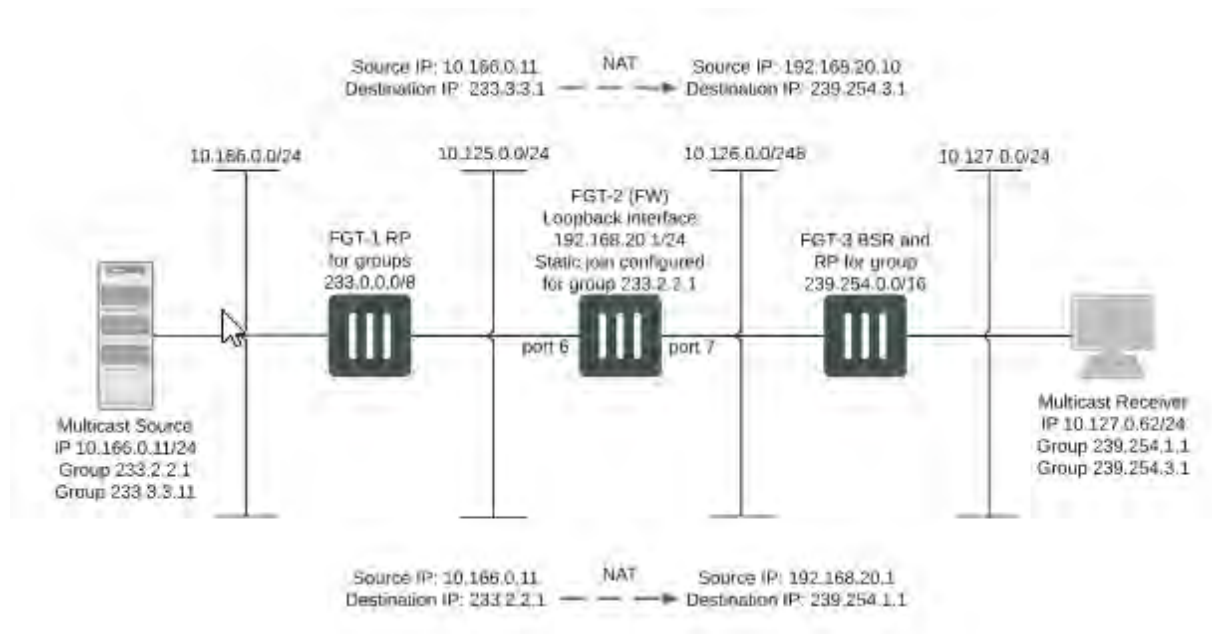 Source IP: 10.166.0.11
Destination IP: 233.3.3.1
NAT
Source IP: 192.168.20.10
Destination IP: 239.254.3.1
10.166.0.0/24
10.125.0.0/24
10.126.0.0/248
10.127.0.0/24
FGT-1 RP
for groups
233.0.0.0/8
FGT-2 (FW)
Loopback interface
192.168.20.1/24
Static join configured
for group 233.2.2.1
FGT-3 BSR and
RP for group
239.254.0.0/16
port 6
port 7
Multicast Source
IP 10.166.0.11/24
Group 233.2.2.1
Group 233.3.3.11
Multicast Receiver
IP 10.127.0.62/24
Group 239.254.1.1
Group 239.254.3.1
Source IP: 10.166.0.11
Destination IP: 233.2.2.1
NAT
Source IP: 192.168.20.1
Destination IP: 239.254.1.1